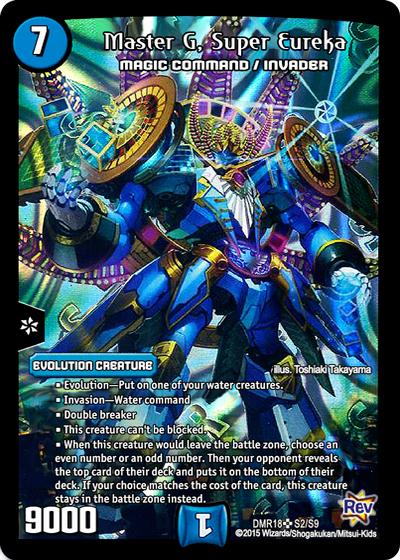 7
Master G, Super Eureka
MAGIC COMMAND / INVADER
illus. Toshiaki Takayama
EVOLUTION CREATURE
▪ Evolution—Put on one of your water creatures.
▪ Invasion—Water command
▪ Double breaker
▪ This creature can't be blocked.
▪ When this creature would leave the battle zone, choose an
even number or an odd number. Then your opponent reveals
the top card of their deck and puts it on the bottom of their
deck. If your choice matches the cost of the card, this creature
stays in the battle zone instead.
Rev
9000
1
DMR18 S2/S9
©2015 Wizards/Shogakukan/Mitsui-Kids